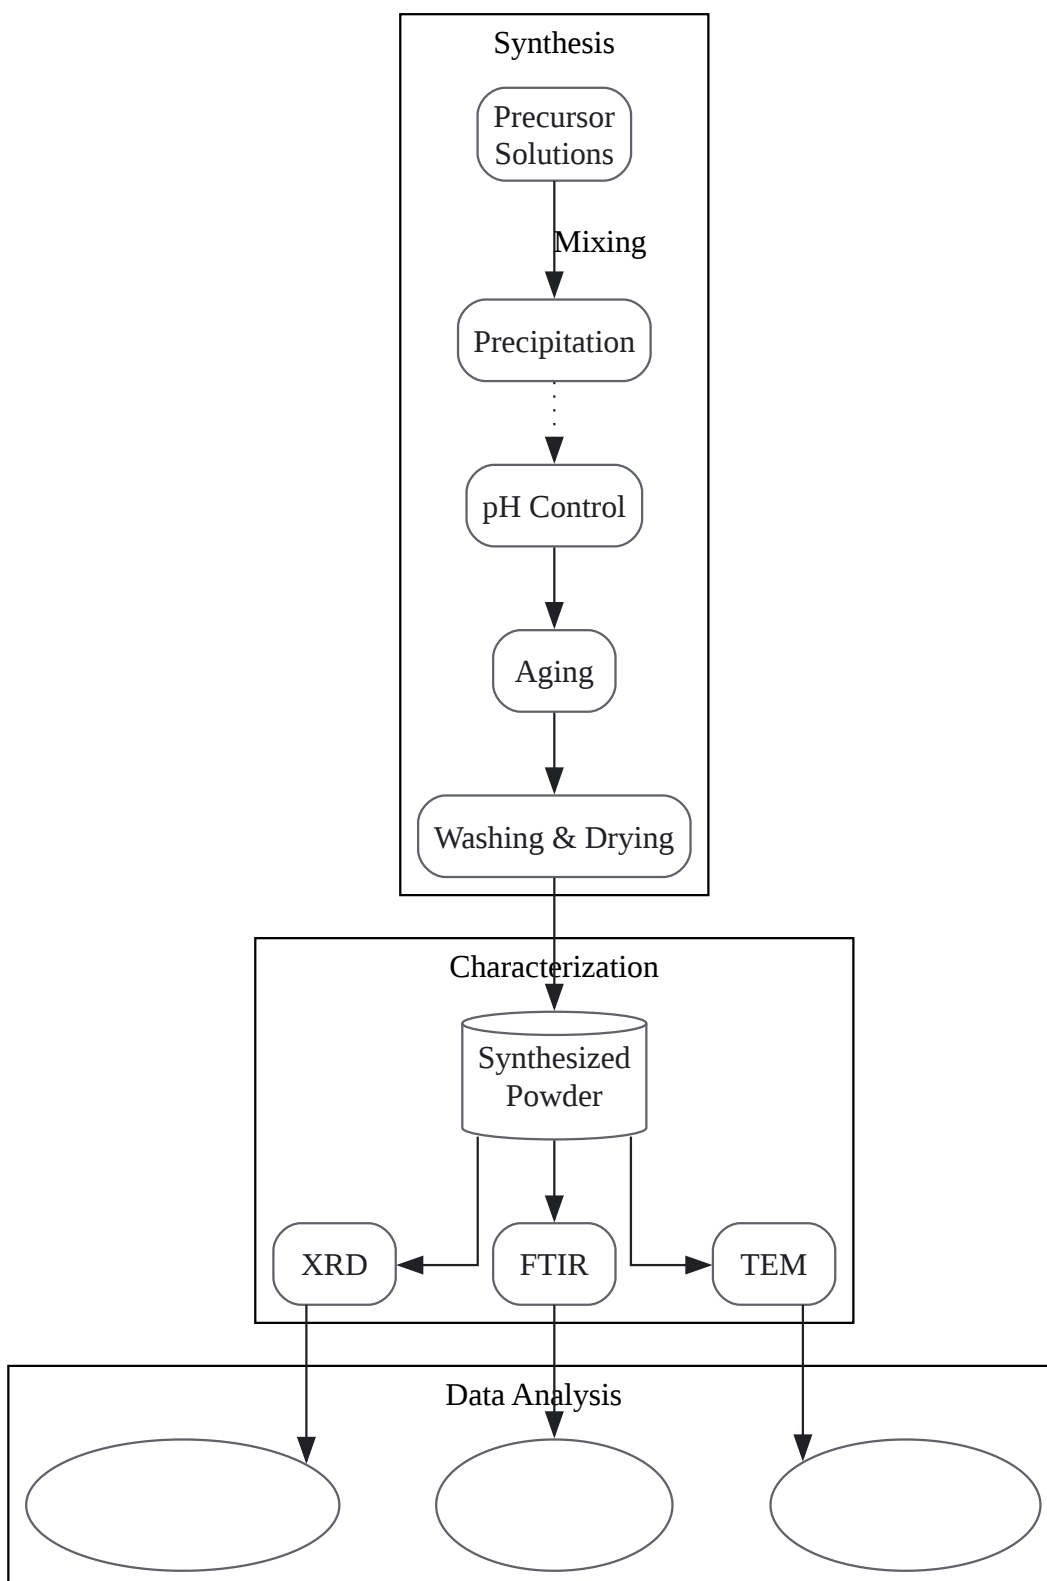 Synthesis
Precursor
Solutions
Mixing
Precipitation
pH Control
Aging
Washing & Drying
Characterization
Synthesized
Powder
XRD
FTIR
TEM
Data Analysis